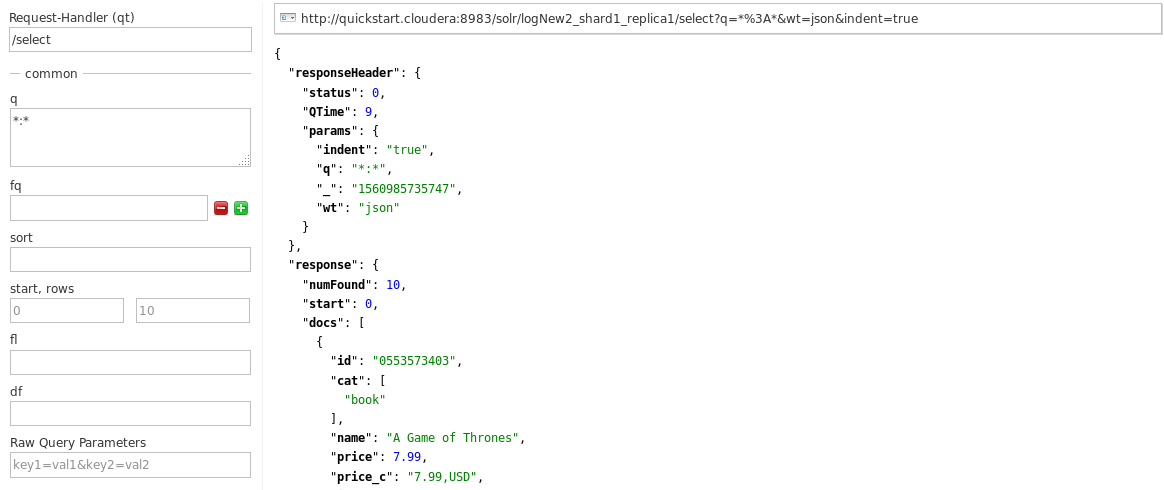 Request-Handler (qt)
/select
common
q
*:*
fq
sort
start, rows
0 10
fl
df
Raw Query Parameters
key1=val1&key2=val2
http://quickstart.cloudera:8983/solr/logNew2_shard1_replica1/select?q=*%3A*&wt=json&indent=true
{
  "responseHeader": {
    "status": 0,
    "QTime": 9,
    "params": {
      "indent": "true",
      "q": "*:*",
      "_": "1560985735747",
      "wt": "json"
    }
  },
  "response": {
    "numFound": 10,
    "start": 0,
    "docs": [
      {
        "id": "0553573403",
        "cat": [
          "book"
        ],
        "name": "A Game of Thrones",
        "price": 7.99,
        "price_c": "7.99,USD",